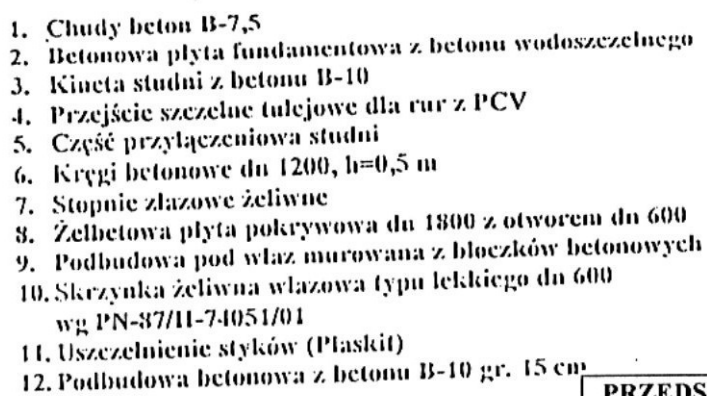 1. Chudy beton B-7,5
2. Betonowa płyta fundamentowa z betonu wodoszczelnego
3. Kineta studni z betonu B-10
4. Przejście szczelne tulejowe dla rur z PCV
5. Część przyłączeniowa studni
6. Kręgi betonowe dn 1200, h=0,5 m
7. Stopnie złazowe żeliwne
8. Żelbetowa płyta pokrywowa dn 1800 z otworem dn 600
9. Podbudowa pod właz murowana z bloczków betonowych
10. Skrzynka żeliwna włazowa typu lekkiego dn 600
wg PN-87/H-74051/01
11. Uszczelnienie styków (Plaskit)
12. Podbudowa betonowa z betonu B-10 gr. 15 cm
PRZEDS